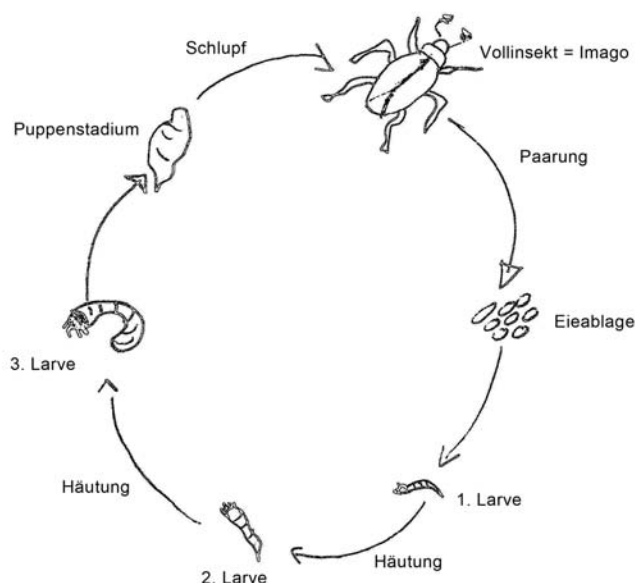 Schlupf
Vollinsekt = Imago
Puppenstadium
Paarung
Eieablage
3. Larve
Häutung
1. Larve
Häutung
2. Larve